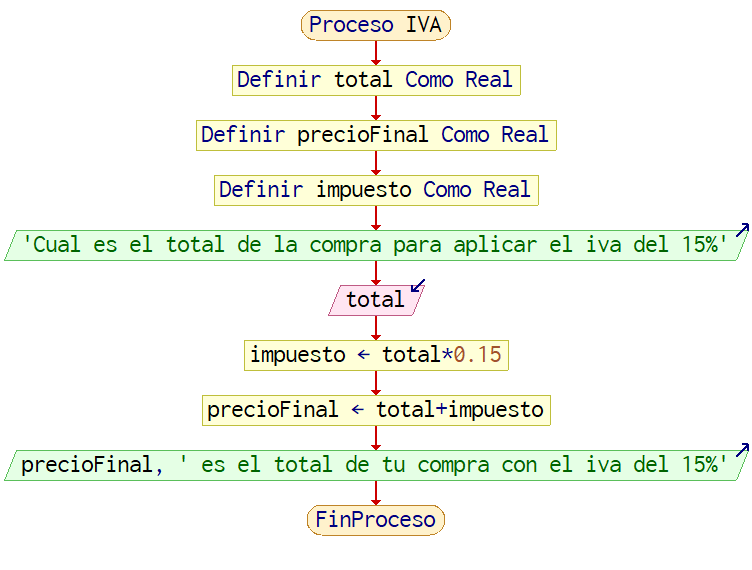 Proceso IVA
Definir total Como Real
Definir precioFinal Como Real
Definir impuesto Como Real
'Cual es el total de la compra para aplicar el iva del 15%'
total
impuesto ← total*0.15
precioFinal ← total+impuesto
precioFinal, ' es el total de tu compra con el iva del 15%'
FinProceso